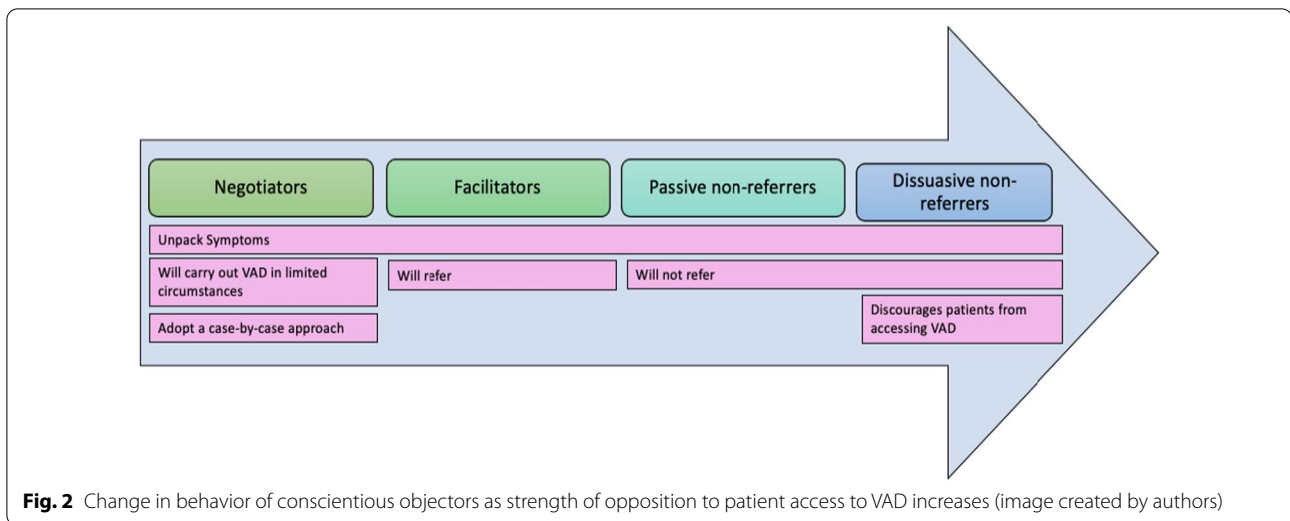 Negotiators
Facilitators
Passive non-referrers
Dissuasive non-
referrers
Unpack Symptoms
Will carry out VAD in limited
circumstances
Will refer
Will not refer
Adopt a case-by-case approach
Discourages patients from
accessing VAD
Fig. 2 Change in behavior of conscientious objectors as strength of opposition to patient access to VAD increases (image created by authors)